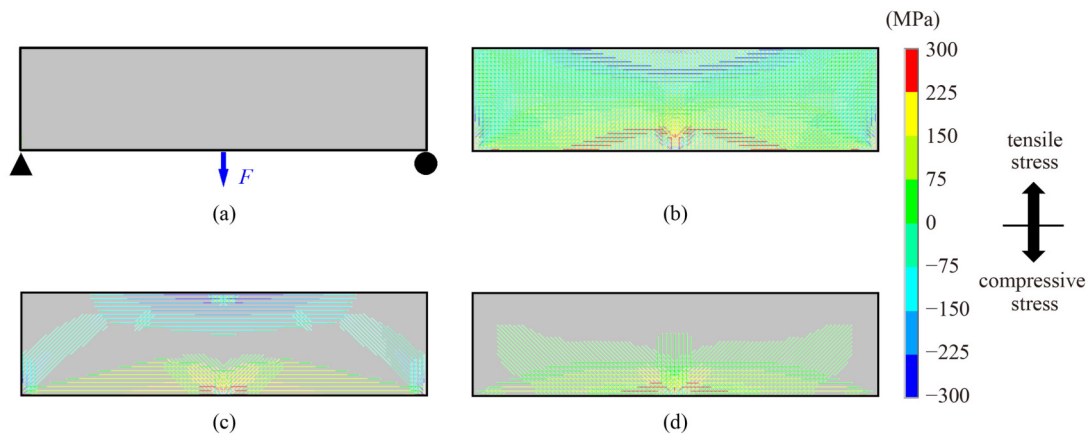 (MPa)
300
225
150
75
0
−75
−150
−225
−300
tensile
stress
compressive
stress
F
(a)
(b)
(c)
(d)